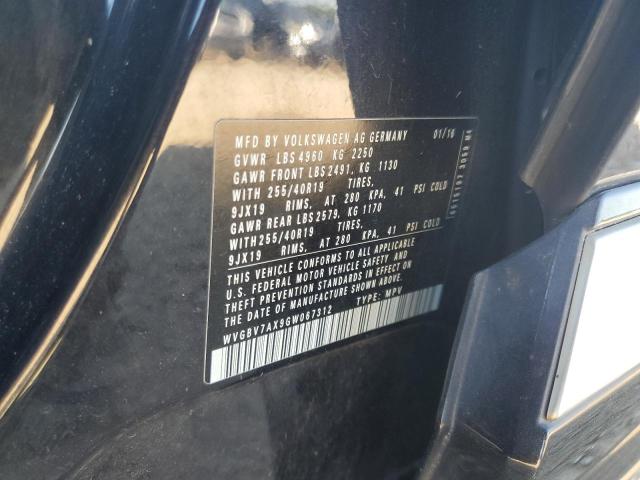 MFD BY VOLKSWAGEN AG GERMANY 01/16
GVWR LBS 4960 KG 2250
GAWR FRONT LBS 2491, KG 1130
WITH 255/40R19 TIRES,
9JX19 RIMS, AT 280 KPA, 41 PSI COLD
GAWR REAR LBS 2579, KG 1170
WITH 255/40R19 TIRES,
9JX19 RIMS, AT 280 KPA, 41 PSI COLD
THIS VEHICLE CONFORMS TO ALL APPLICABLE
U.S. FEDERAL MOTOR VEHICLE SAFETY AND
THEFT PREVENTION STANDARDS IN EFFECT ON
THE DATE OF MANUFACTURE SHOWN ABOVE.
WVGBV7AX9GW067312 TYPE: MPV